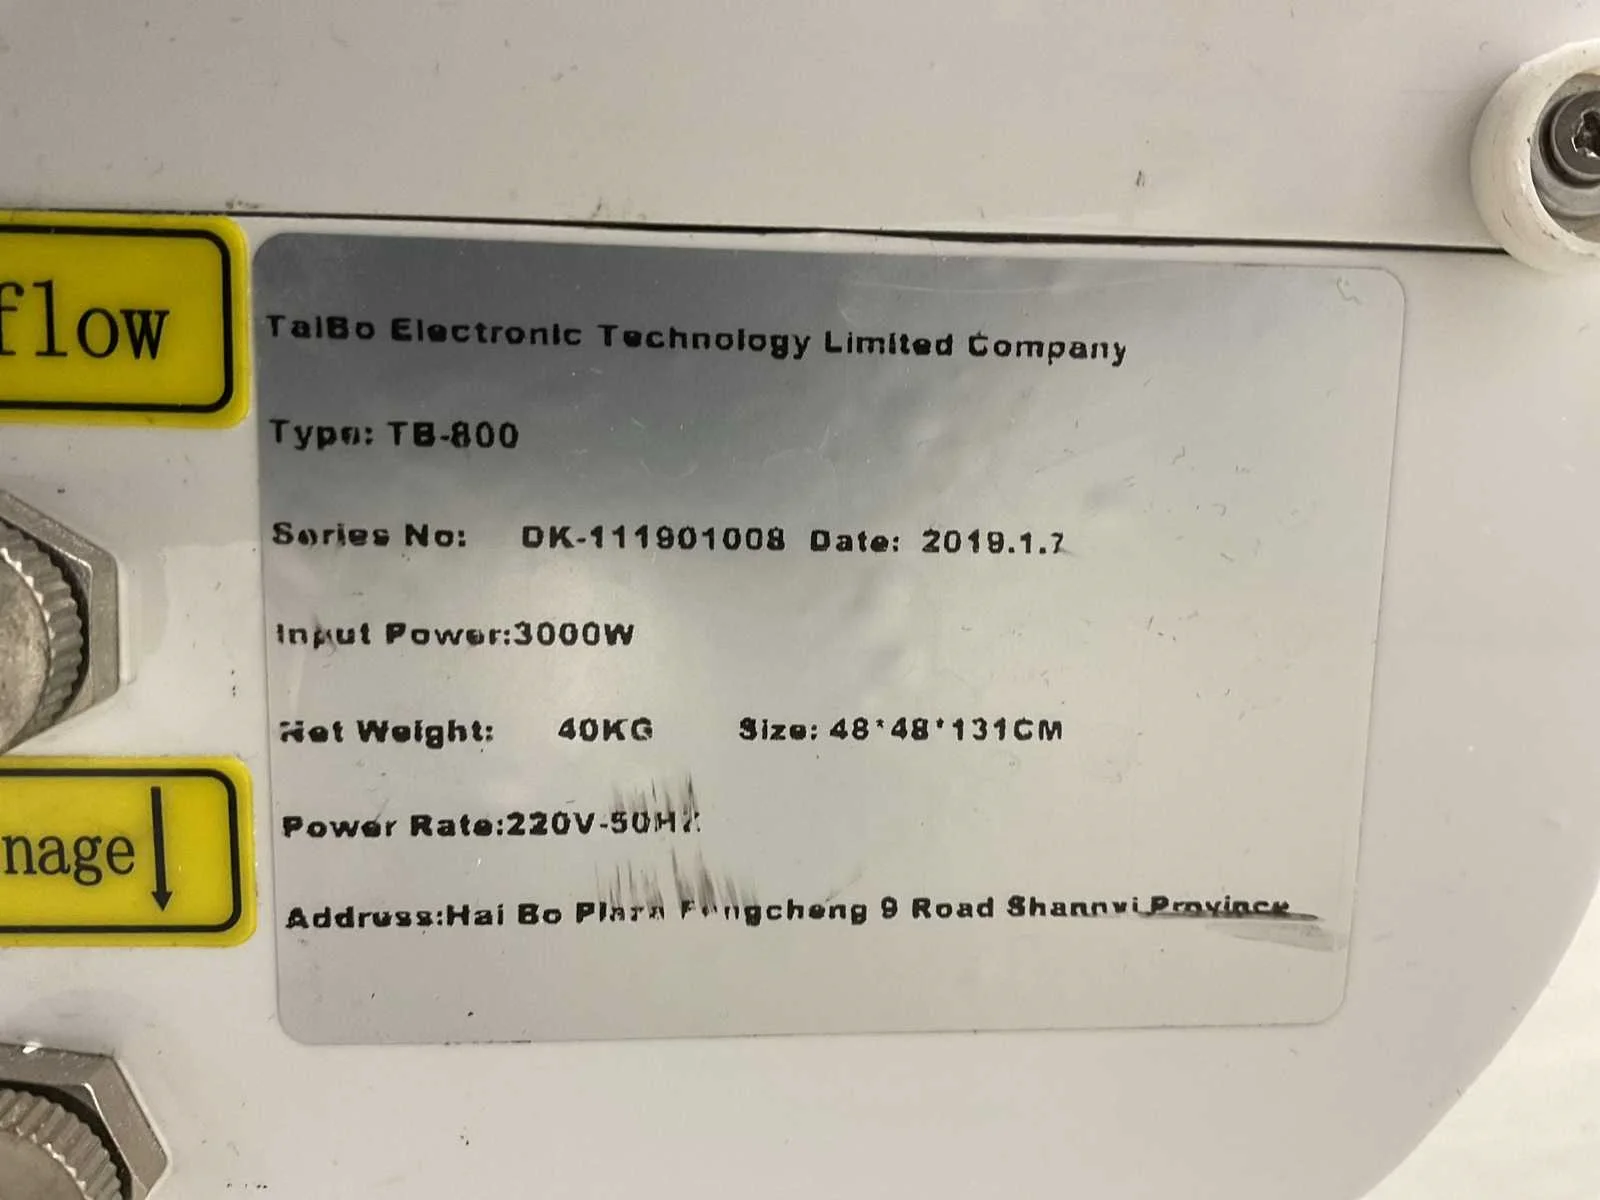 flow
TaiBo Electronic Technology Limited Company
Type: TB-800
Series No: DK-111901008 Date: 2019.1.7
Input Power:3000W
Net Weight: 40KG Size: 48*48*131CM
Power Rate:220V-50HZ
nage
Address:Hai Bo Plaza Fengcheng 9 Road Shannxi Province